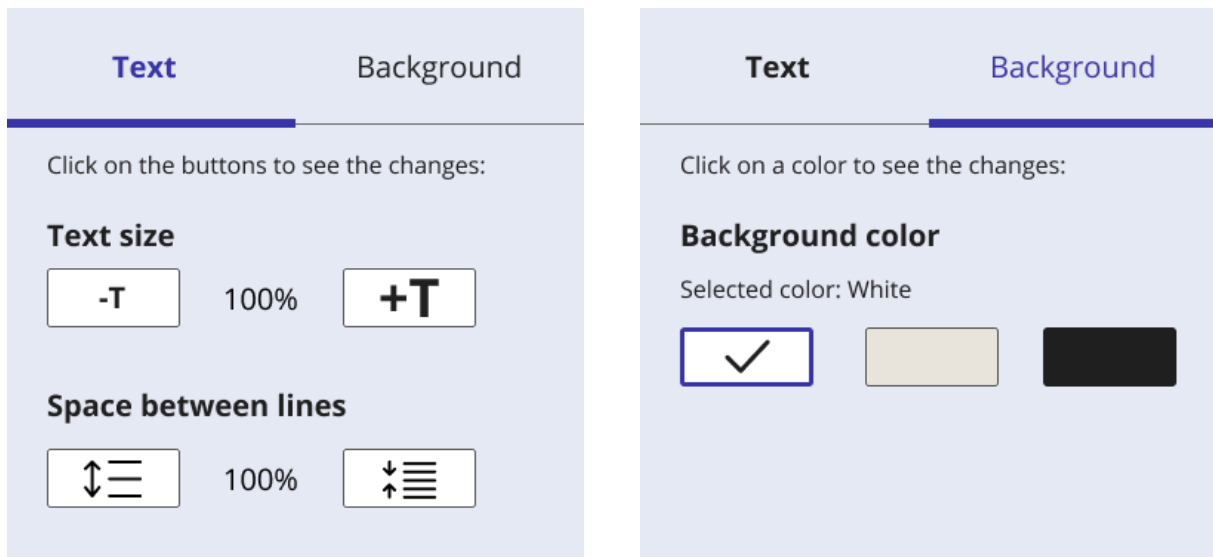 Text Background
Click on the buttons to see the changes:
Text size
-T 100% +T
Space between lines
100%
Text Background
Click on a color to see the changes:
Background color
Selected color: White